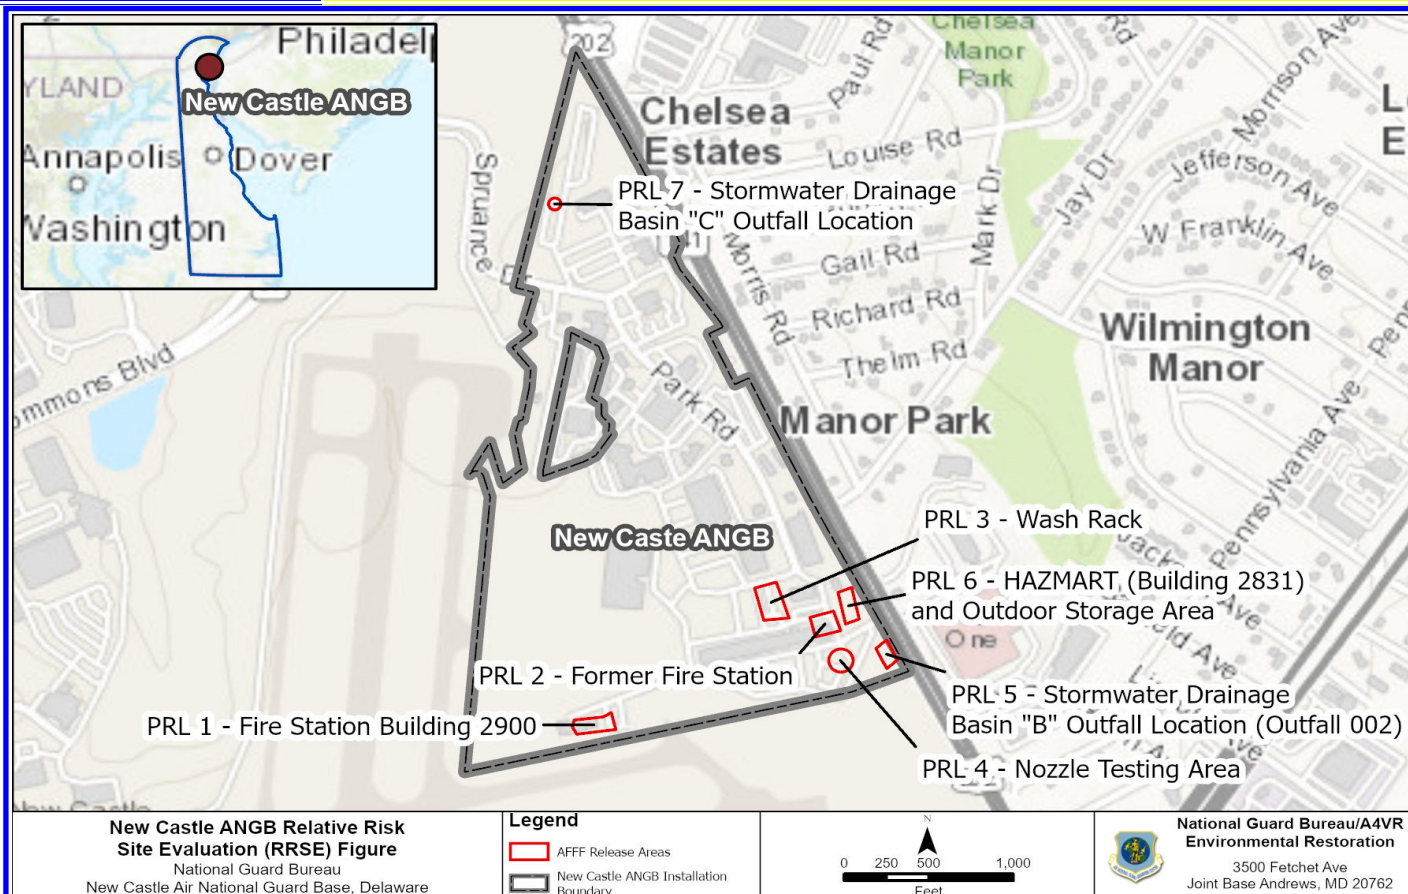 Philadel
YLAND
New Castle ANGB
Annapolis
Dover
Washington
202
Chelsea
Manor
Park
Paul Rd
Rd
Morrison Ave
Chelsea
Estates
Louise Rd
Jefferson Ave
Jay Dr
Mark Dr
W Franklin Ave
Spruance Dr
PRL 7 - Stormwater Drainage
Basin "C" Outfall Location
Morris Rd
Gail Rd
Richard Rd
Thelm Rd
Wilmington
Manor
ommons Blvd
Park Rd
Manor Park
Pennsylvania Ave
New Caste ANGB
PRL 3 - Wash Rack
PRL 6 - HAZMART (Building 2831)
and Outdoor Storage Area
One
PRL 2 - Former Fire Station
PRL 5 - Stormwater Drainage
Basin "B" Outfall Location (Outfall 002)
PRL 1 - Fire Station Building 2900
PRL 4 - Nozzle Testing Area
New Castle ANGB Relative Risk
Site Evaluation (RRSE) Figure
National Guard Bureau
New Castle Air National Guard Base, Delaware
Legend
AFFF Release Areas
New Castle ANGB Installation
Boundary
N
0 250 500 1,000
Feet
National Guard Bureau/A4VR
Environmental Restoration
3500 Fetchet Ave
Joint Base Andrews, MD 20762